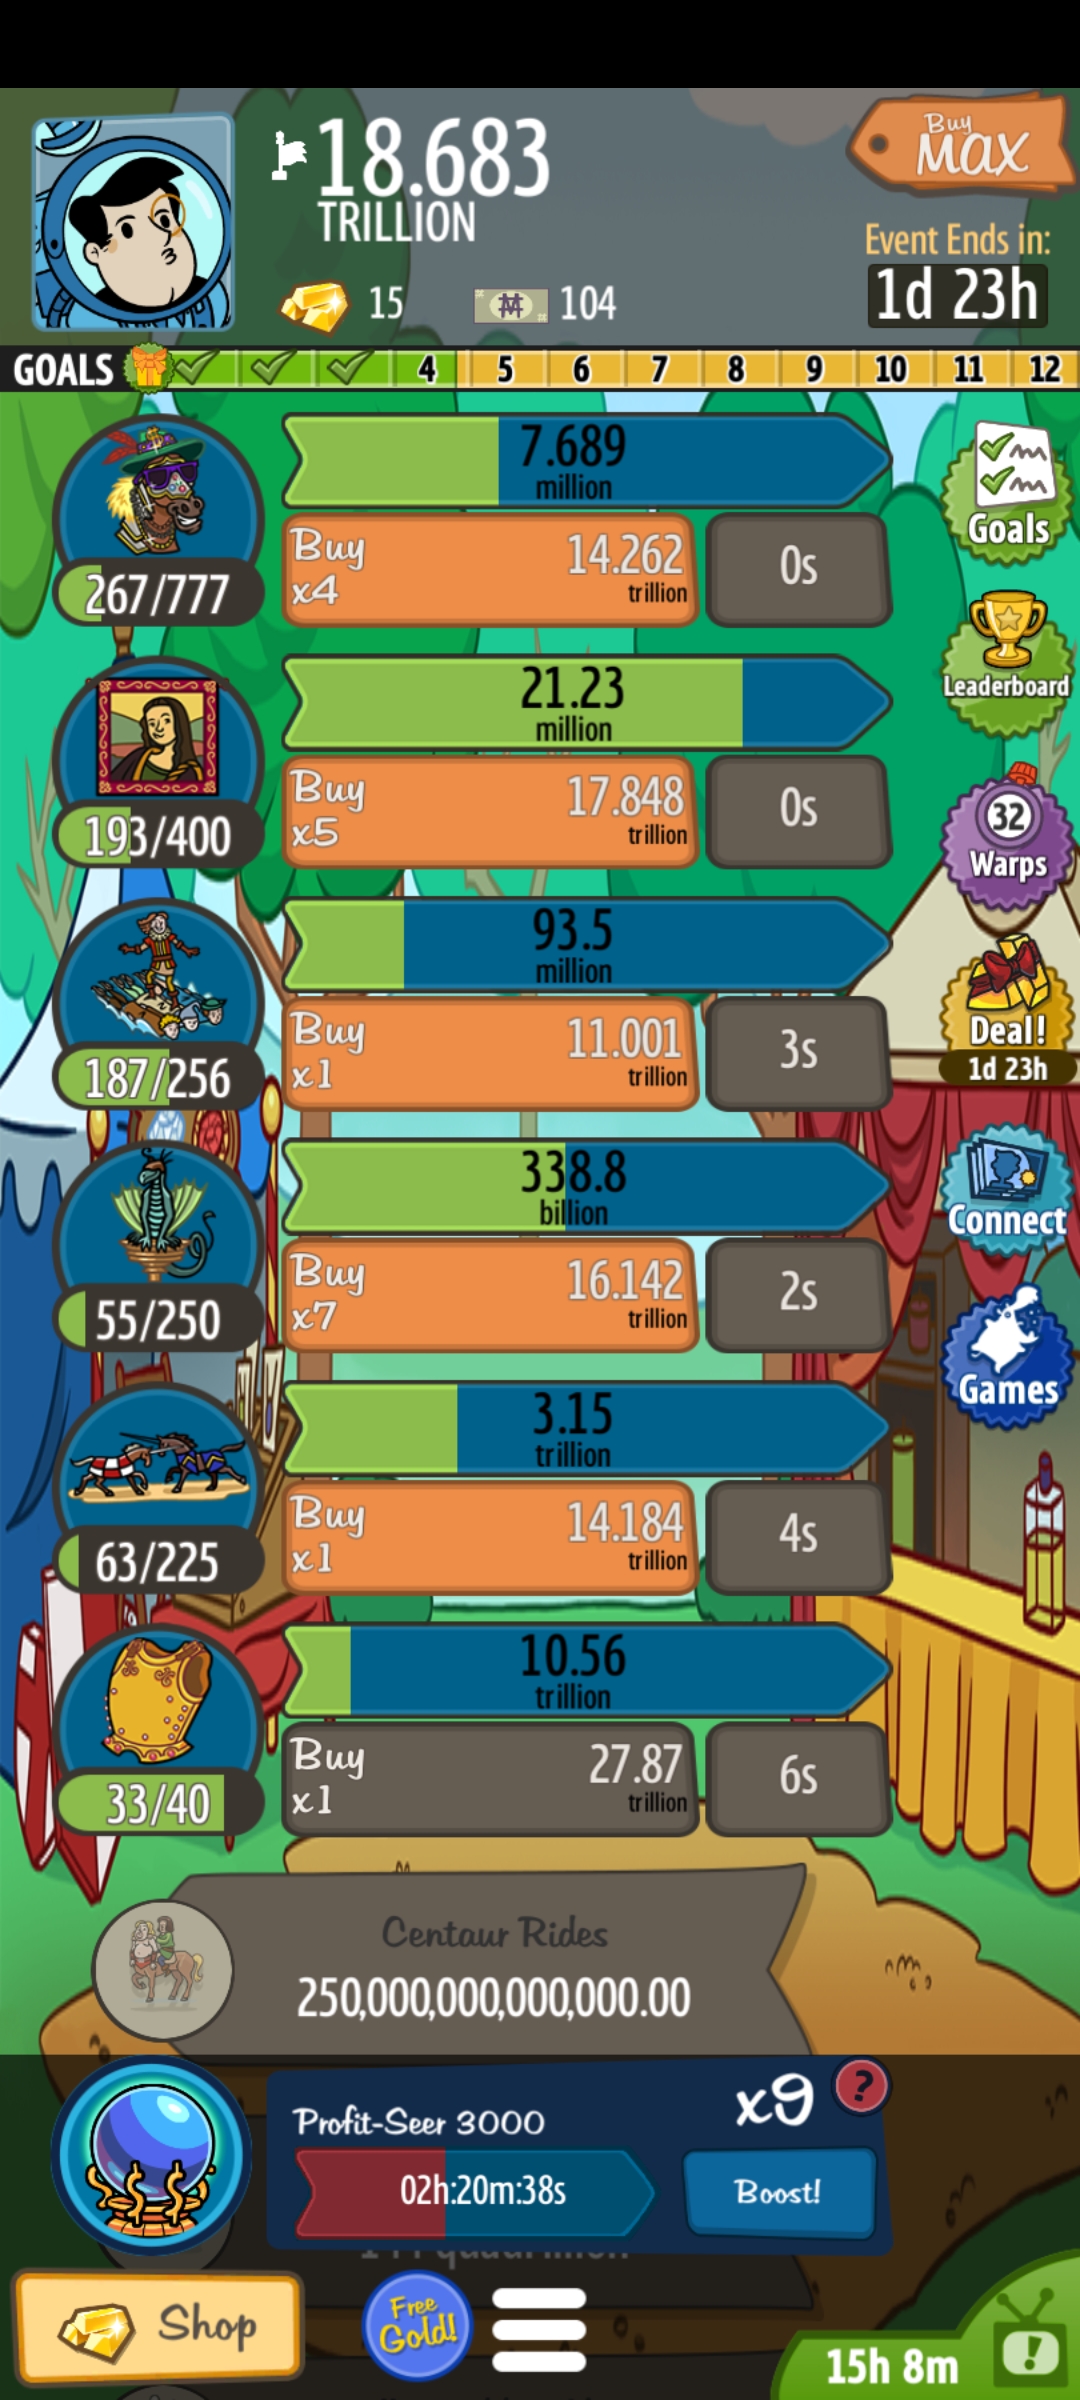 18.683
TRILLION
Buy
MAX
Event Ends in:
1d 23h
15
104
GOALS 4 5 6 7 8 9 10 11 12
7.689
million
Buy
x4
14.262
trillion
0s
267/777
Goals
21.23
million
Buy
x5
17.848
trillion
0s
193/400
Leaderboard
93.5
million
Buy
x1
11.001
trillion
3s
187/256
32
Warps
Deal!
1d 23h
338.8
billion
Buy
x7
16.142
trillion
2s
55/250
Connect
3.15
trillion
Buy
x1
14.184
trillion
4s
63/225
Games
10.56
trillion
Buy
x1
27.87
trillion
6s
33/40
Centaur Rides
250,000,000,000,000.00
Profit-Seer 3000
x9
?
02h:20m:38s
Boost!
Shop
Free
Gold!
15h 8m
!